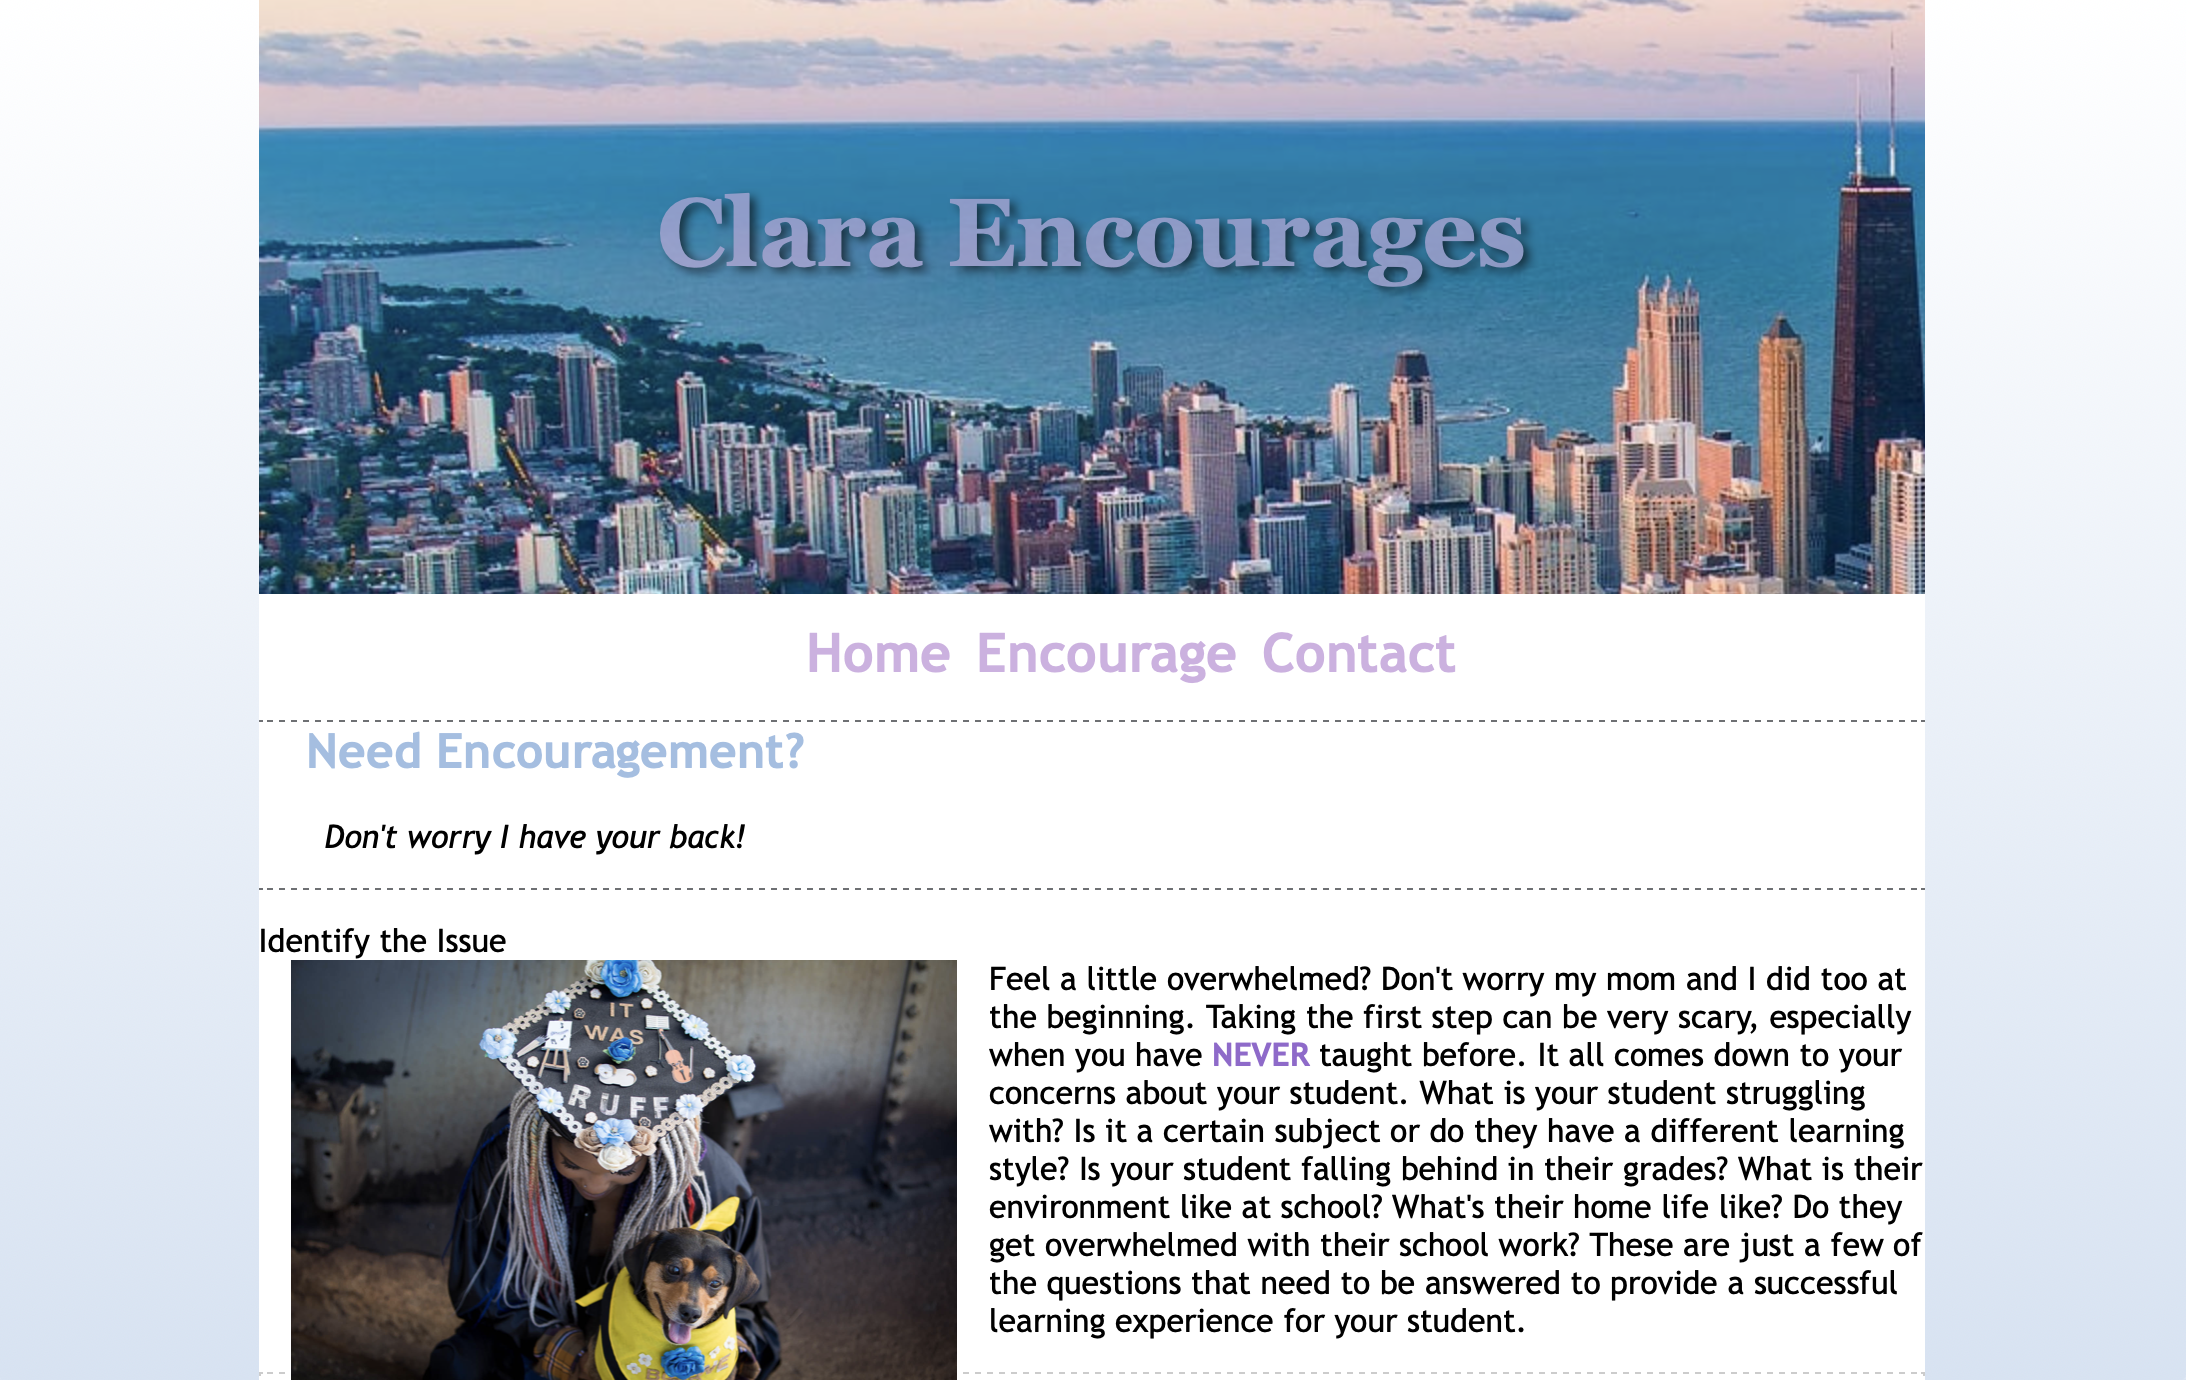 Clara Encourages
Home Encourage Contact
Need Encouragement?
Don't worry I have your back!
Identify the Issue
IT
WAS
RUFF
Feel a little overwhelmed? Don't worry my mom and I did too at
the beginning. Taking the first step can be very scary, especially
when you have NEVER taught before. It all comes down to your
concerns about your student. What is your student struggling
with? Is it a certain subject or do they have a different learning
style? Is your student falling behind in their grades? What is their
environment like at school? What's their home life like? Do they
get overwhelmed with their school work? These are just a few of
the questions that need to be answered to provide a successful
learning experience for your student.